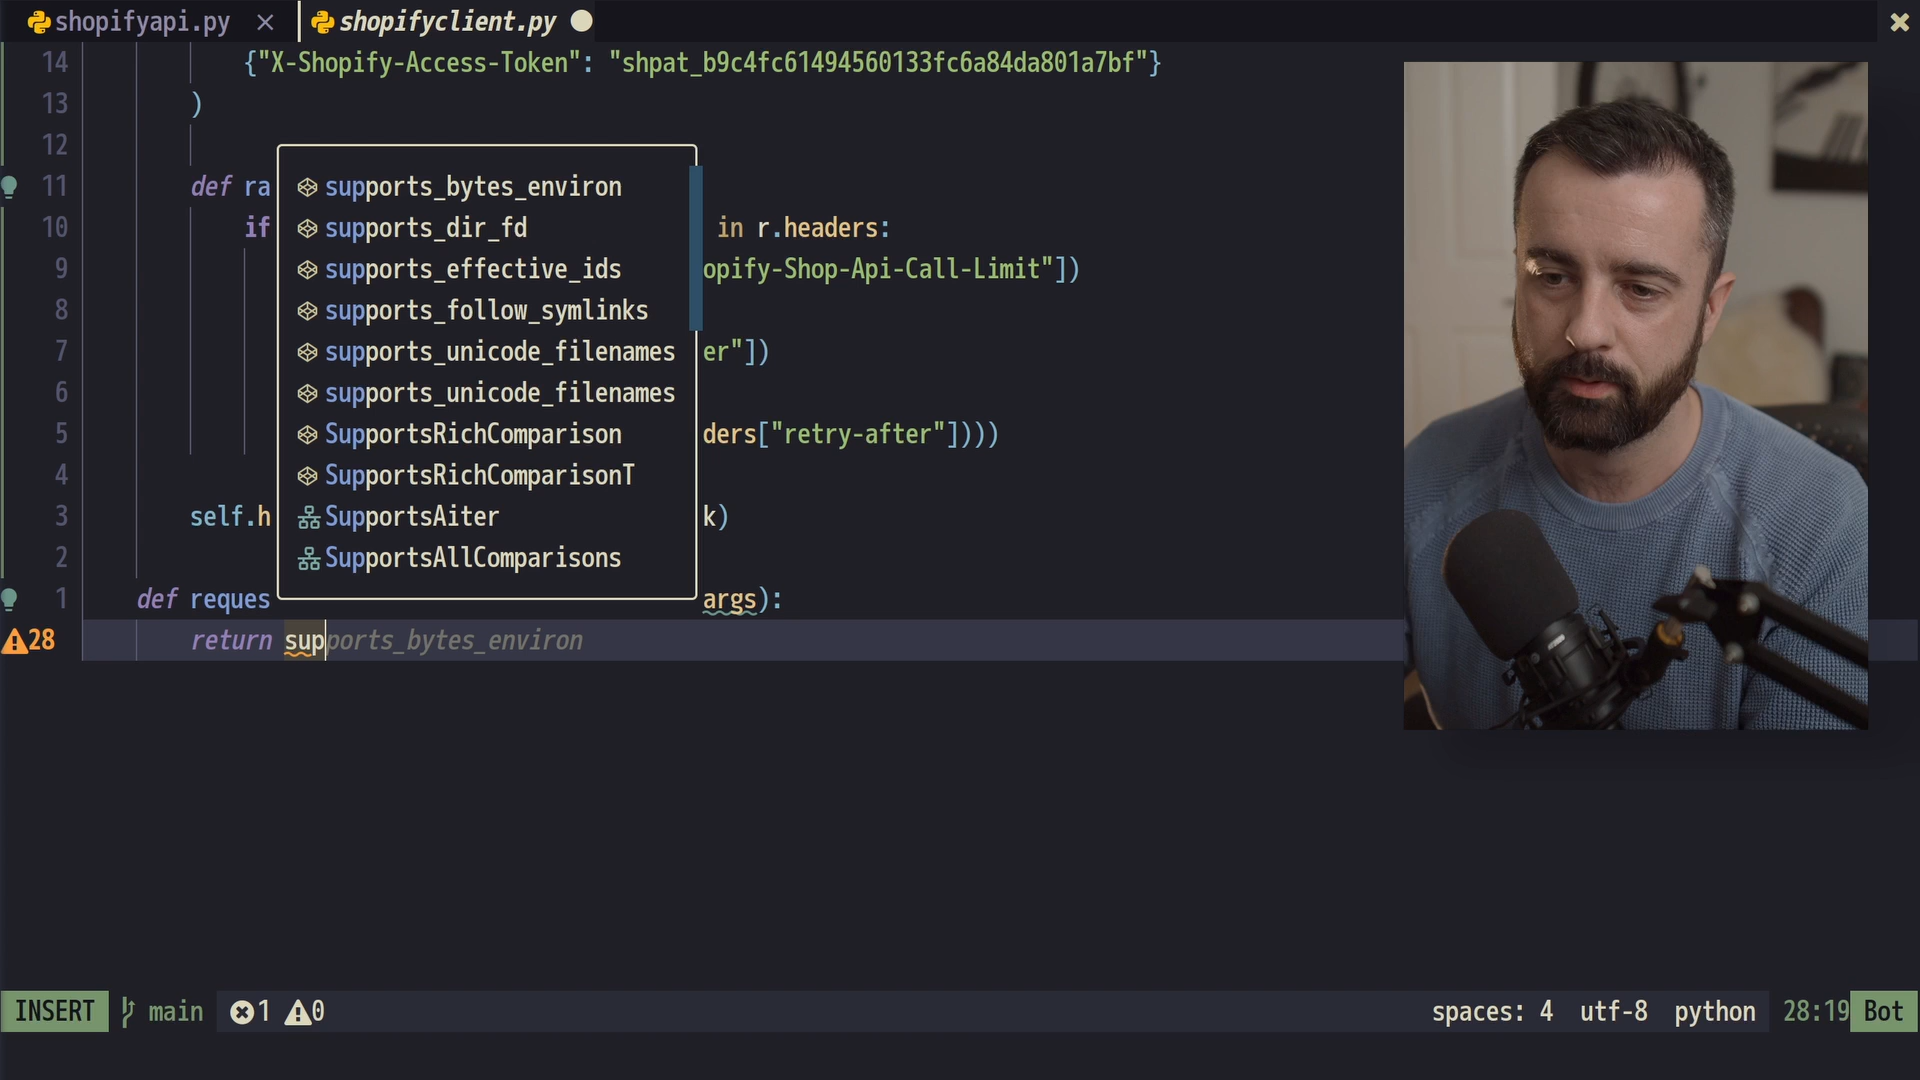 shopifyapi.py × shopifyclient.py ×
14 {"X-Shopify-Access-Token": "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"}
13 )
12
11 def ra
supports_bytes_environ
10 if in r.headers:
supports_dir_fd
9 opify-Shop-Api-Call-Limit"])
supports_effective_ids
8
supports_follow_symlinks
7 er"])
supports_unicode_filenames
6
supports_unicode_filenames
5 ders["retry-after"])))
SupportsRichComparison
4
SupportsRichComparisonT
3 self.h k)
SupportsAiter
2
SupportsAllComparisons
1 def reques args):
28 return supports_bytes_environ
INSERT main 1 0 spaces: 4 utf-8 python 28:19 Bot